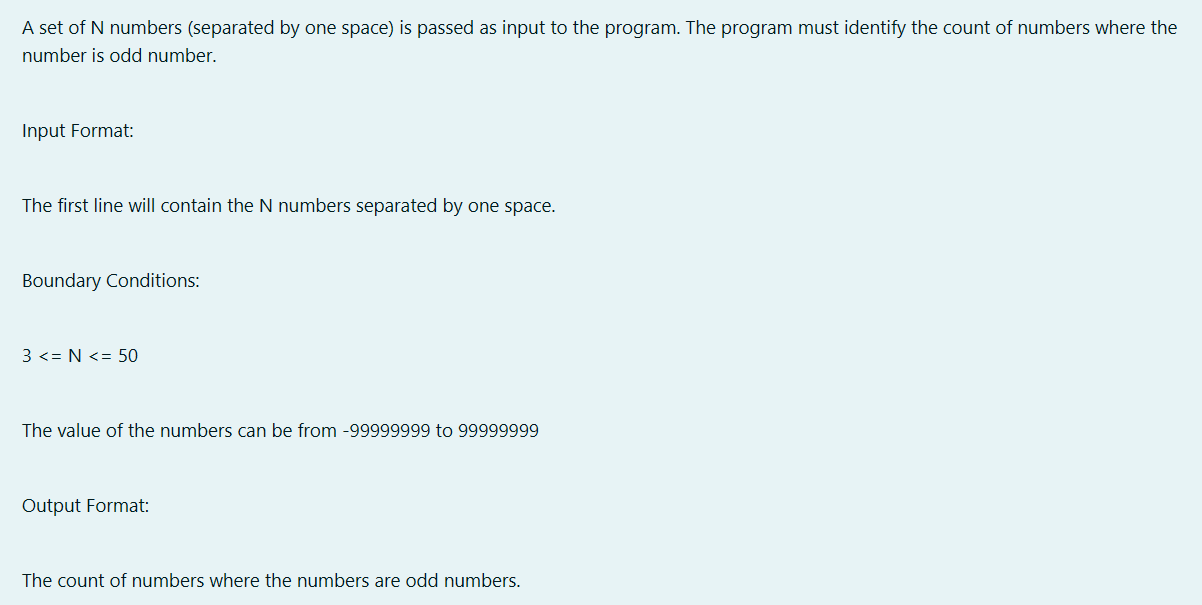 A set of N numbers (separated by one space) is passed as input to the program. The program must identify the count of numbers where the
number is odd number.
Input Format:
The first line will contain the N numbers separated by one space.
Boundary Conditions:
3 <= N <= 50
The value of the numbers can be from -99999999 to 99999999
Output Format:
The count of numbers where the numbers are odd numbers.